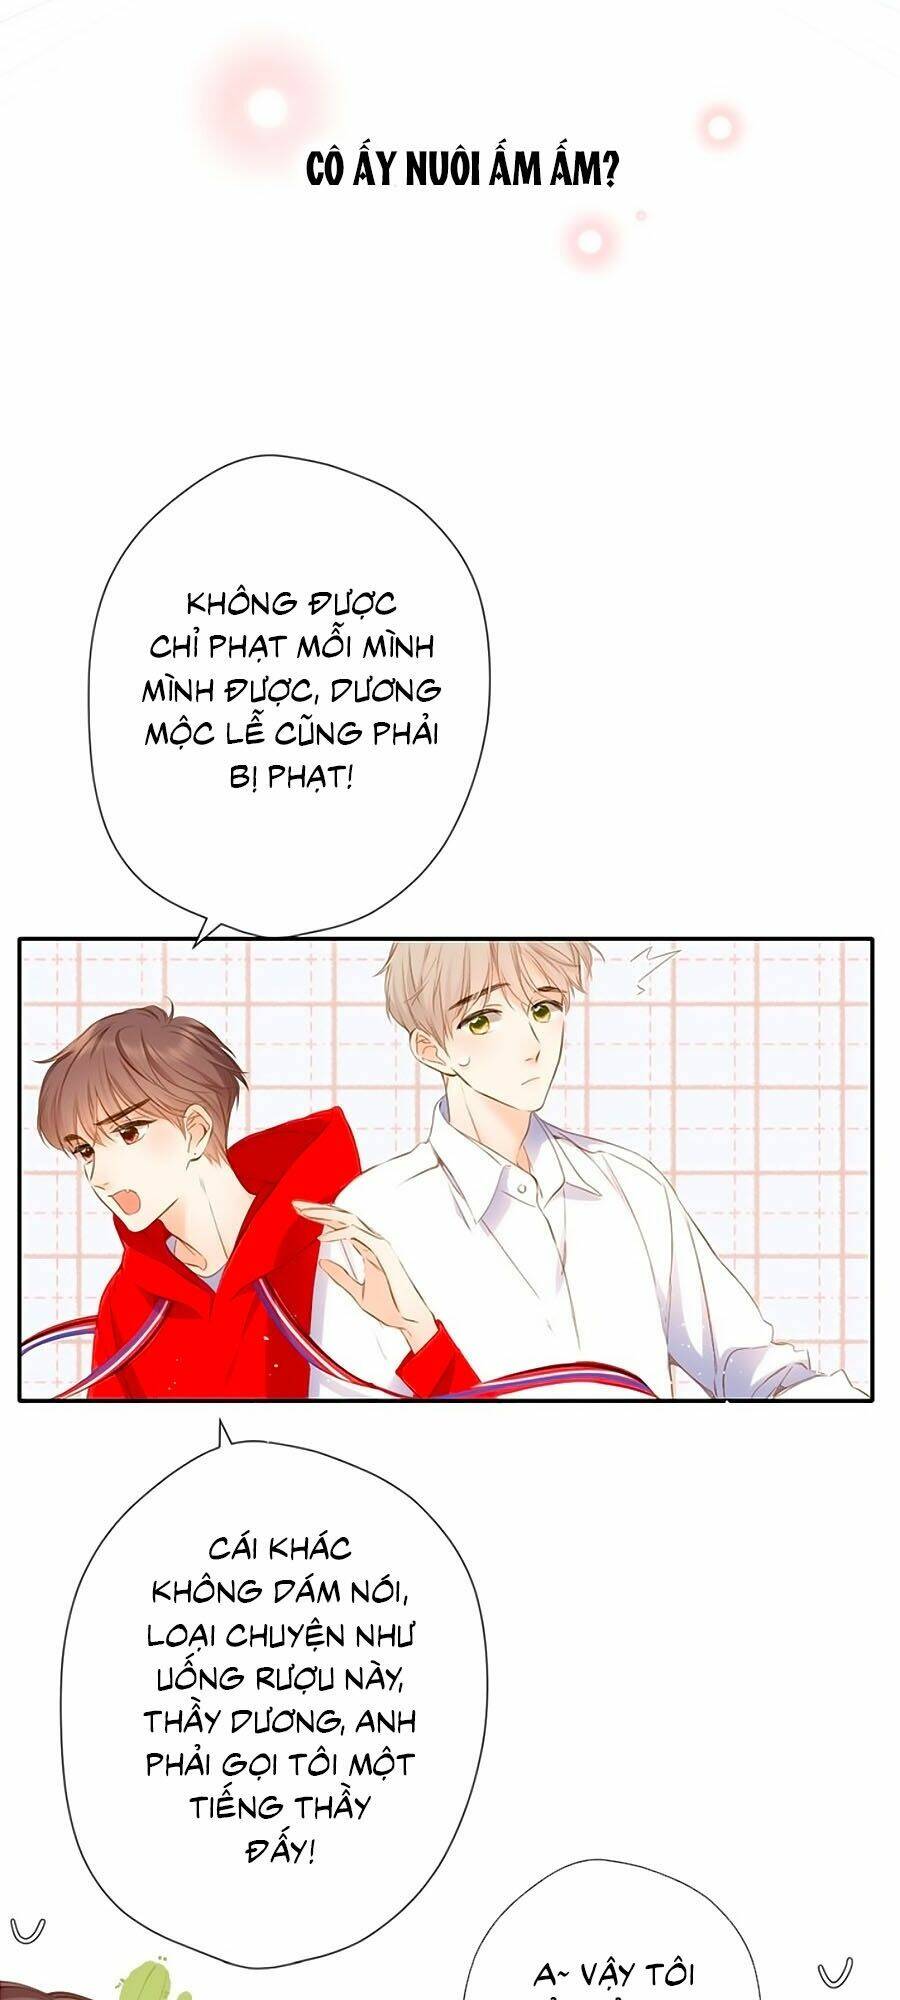 CÔ ẤY NUÔI ẤM ẤM?
KHÔNG ĐƯỢC
CHỈ PHẠT MỖI MÌNH
MÌNH ĐƯỢC, DƯƠNG
MỘC LỄ CŨNG PHẢI
BỊ PHẠT!
CÁI KHÁC
KHÔNG DÁM NÓI,
LOẠI CHUYỆN NHƯ
UỐNG RƯỢU NÀY,
THẦY DƯƠNG, ANH
PHẢI GỌI TÔI MỘT
TIẾNG THẦY
ĐẤY!
A~ VẬY TÔI